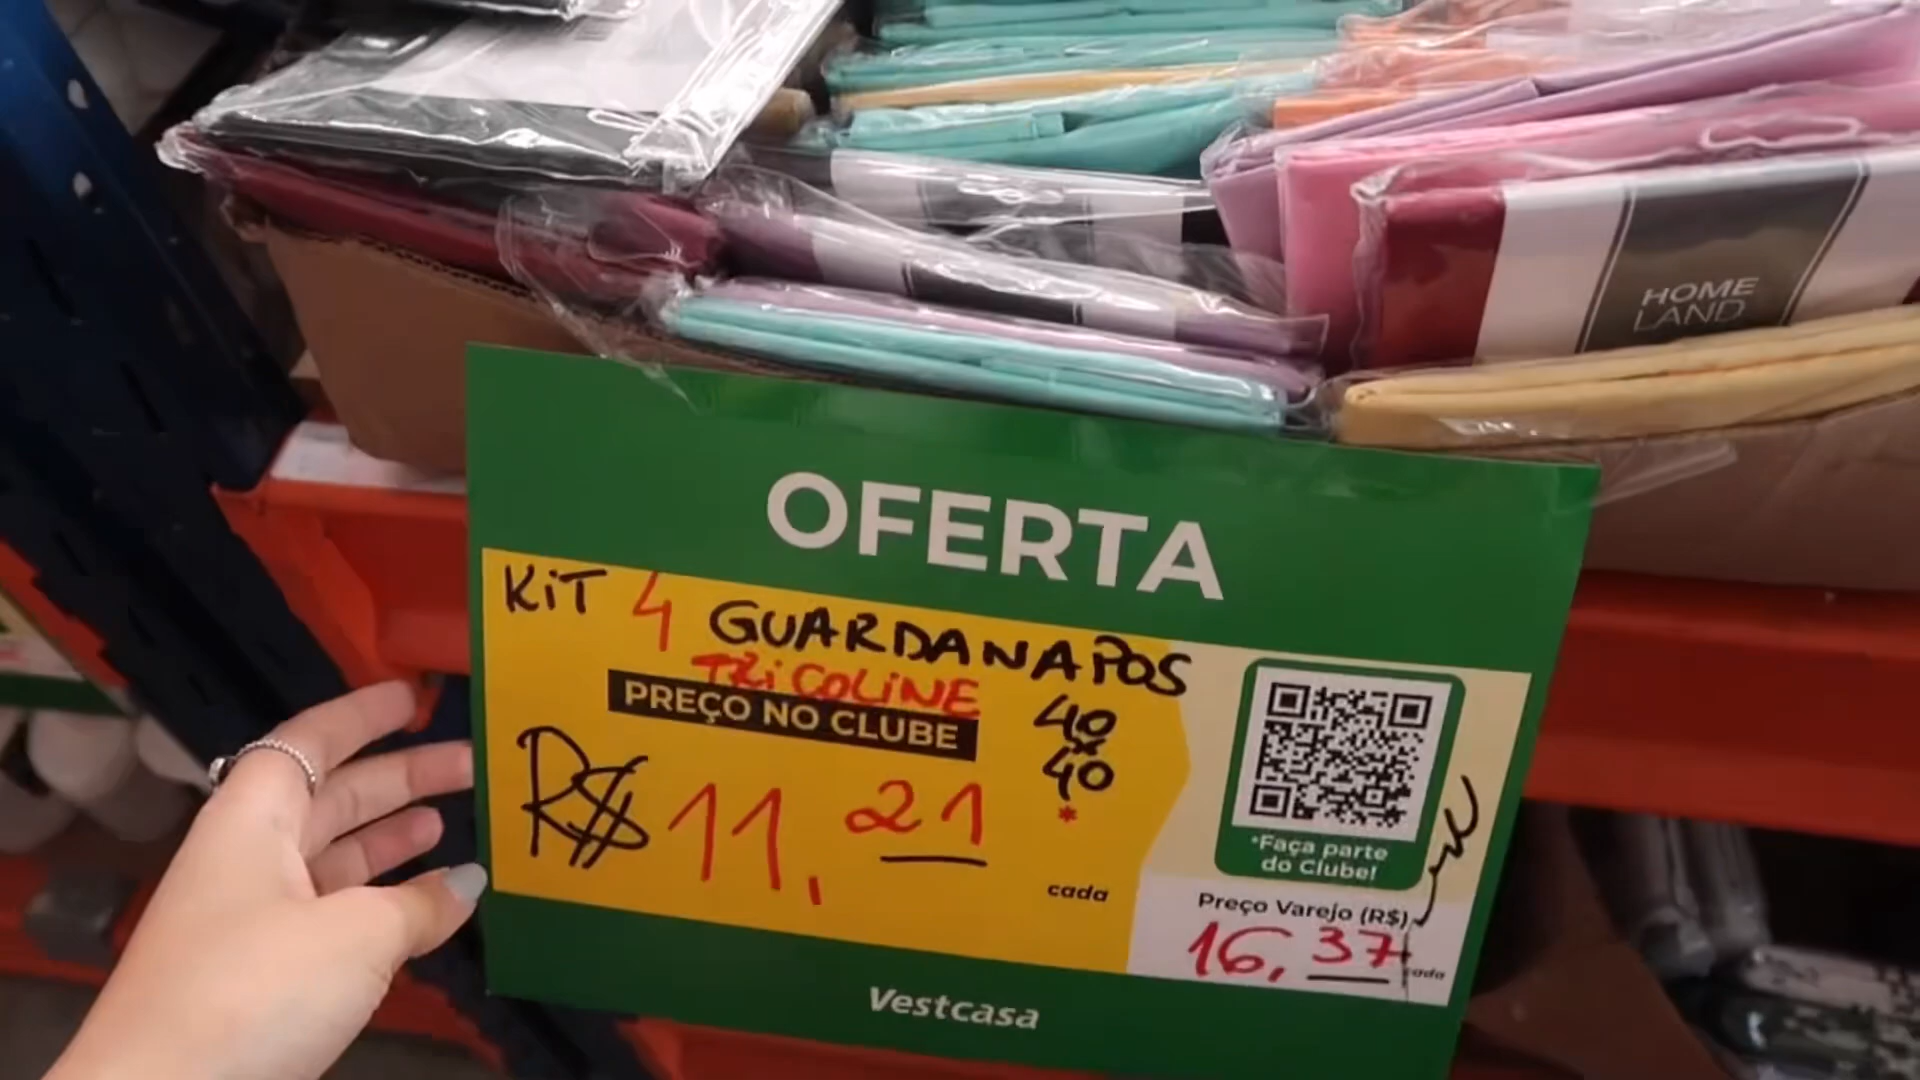 HOME
LAND
OFERTA
KiT 4 GUARDANAPOS
TRiCOLiNE
PREÇO NO CLUBE
40
x
40
R$ 11,21
*
cada
*Faça parte
do Clube!
Preço Varejo (R$)
16,37
cada
Vestcasa